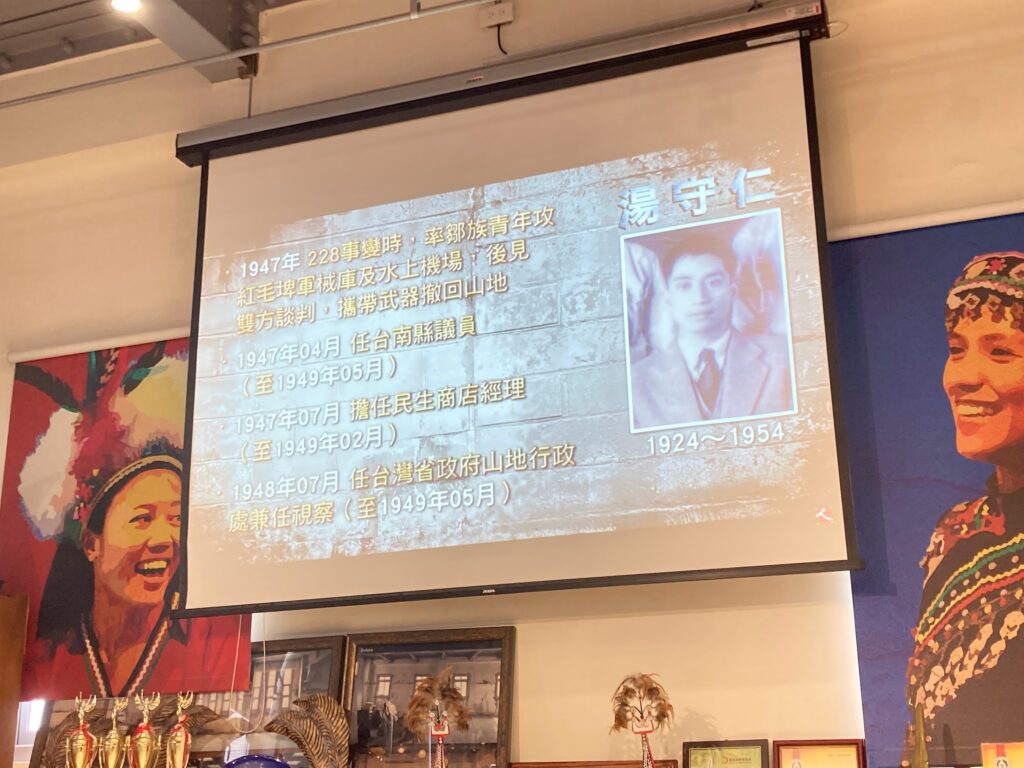 湯守仁
· 1947年 228事變時，率鄒族青年攻
紅毛埤軍械庫及水上機場，後見
雙方談判，攜帶武器撤回山地
· 1947年04月 任台南縣議員
（至1949年05月）
· 1947年07月 擔任民生商店經理
（至1949年02月）
· 1948年07月 任台灣省政府山地行政
處兼任視察（至1949年05月）
1924～1954